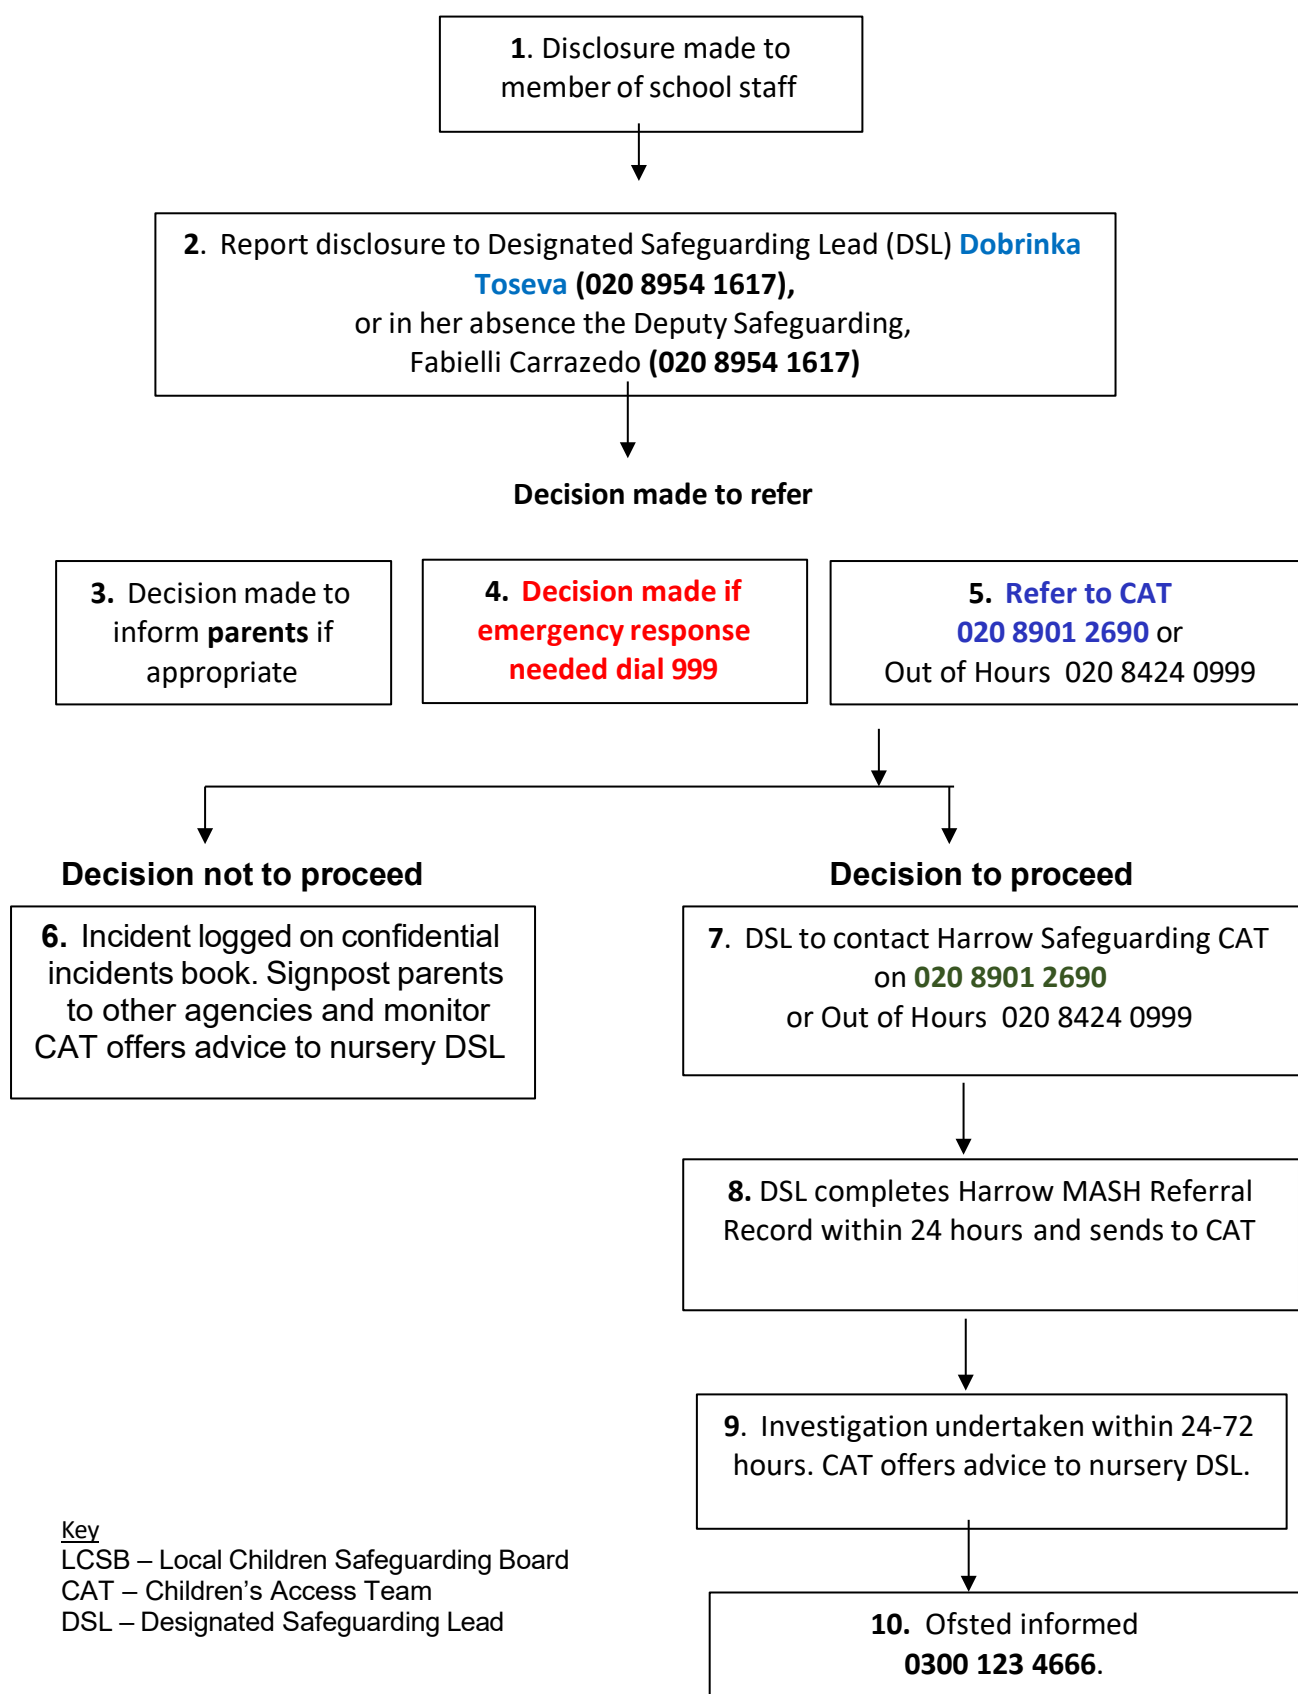 1. Disclosure made to
member of school staff
2. Report disclosure to Designated Safeguarding Lead (DSL) Dobrinka
Toseva (020 8954 1617),
or in her absence the Deputy Safeguarding,
Fabielli Carrazedo (020 8954 1617)
Decision made to refer
3. Decision made to
inform parents if
appropriate
4. Decision made if
emergency response
needed dial 999
5. Refer to CAT
020 8901 2690 or
Out of Hours 020 8424 0999
Decision not to proceed
6. Incident logged on confidential
incidents book. Signpost parents
to other agencies and monitor
CAT offers advice to nursery DSL
Decision to proceed
7. DSL to contact Harrow Safeguarding CAT
on 020 8901 2690
or Out of Hours 020 8424 0999
8. DSL completes Harrow MASH Referral
Record within 24 hours and sends to CAT
9. Investigation undertaken within 24-72
hours. CAT offers advice to nursery DSL.
10. Ofsted informed
0300 123 4666.
Key
LCSB – Local Children Safeguarding Board
CAT – Children's Access Team
DSL – Designated Safeguarding Lead